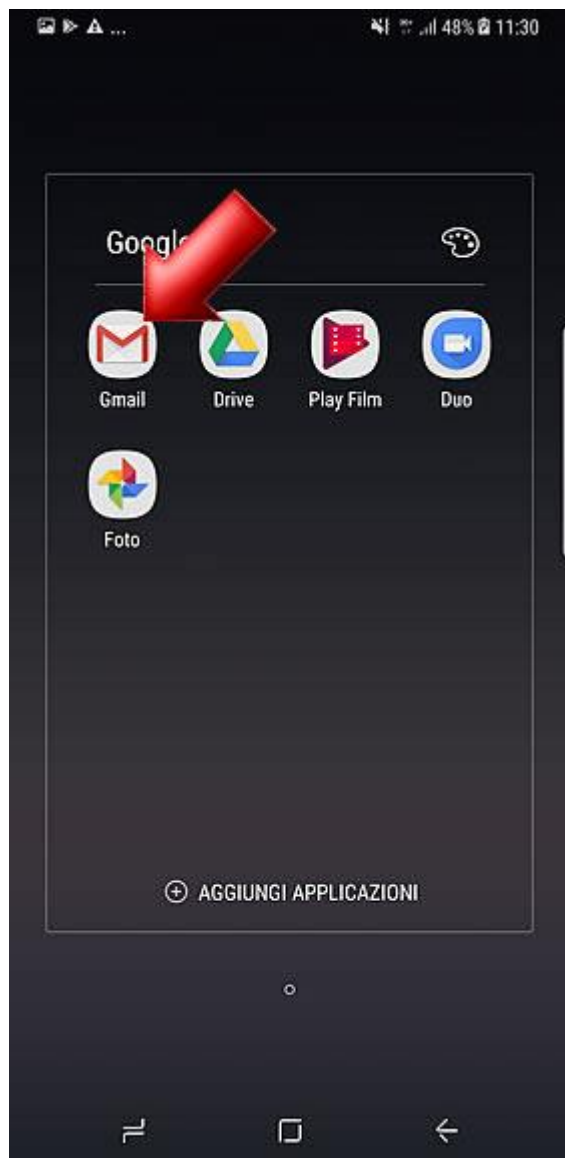 ... 48% 11:30
Google
Gmail Drive Play Film Duo
Foto
AGGIUNGI APPLICAZIONI